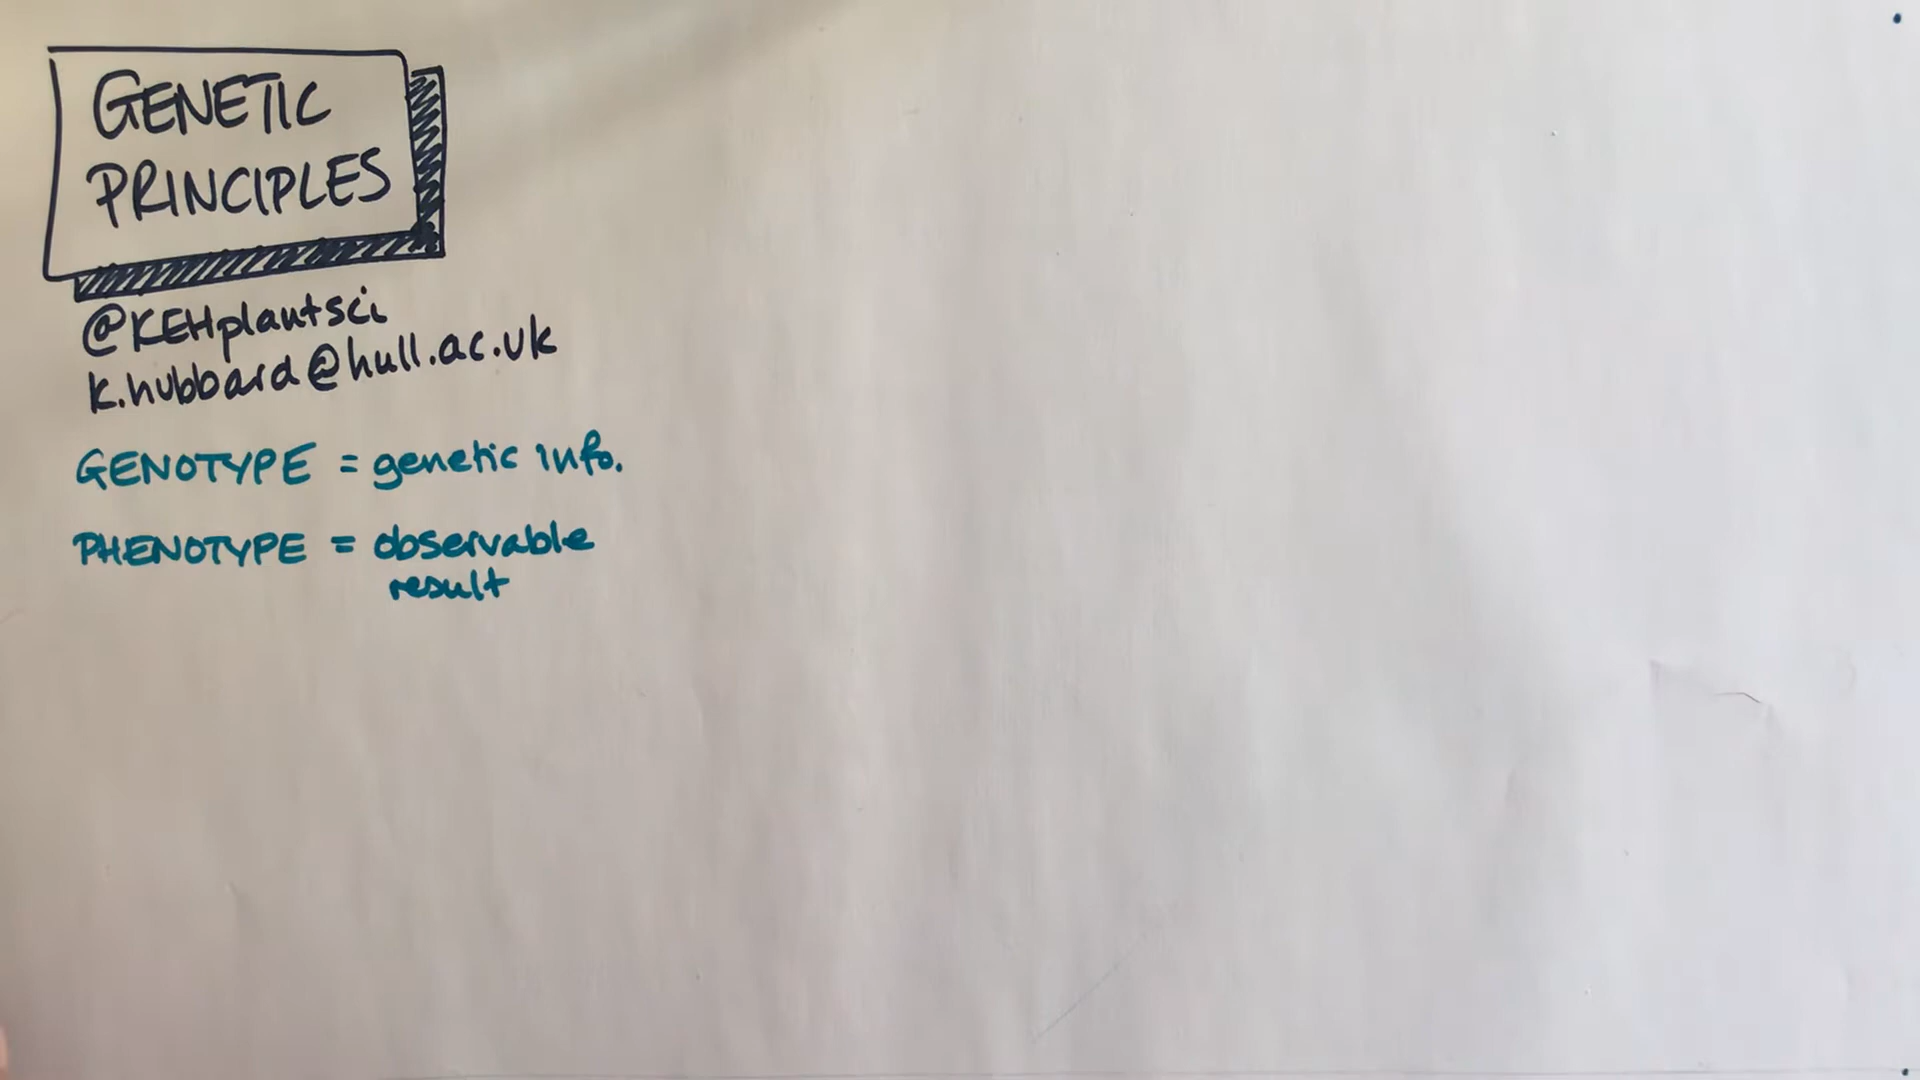 GENETIC
PRINCIPLES
@KEHplantsci
k.hubbard@hull.ac.uk
GENOTYPE = genetic info.
PHENOTYPE = observable
result